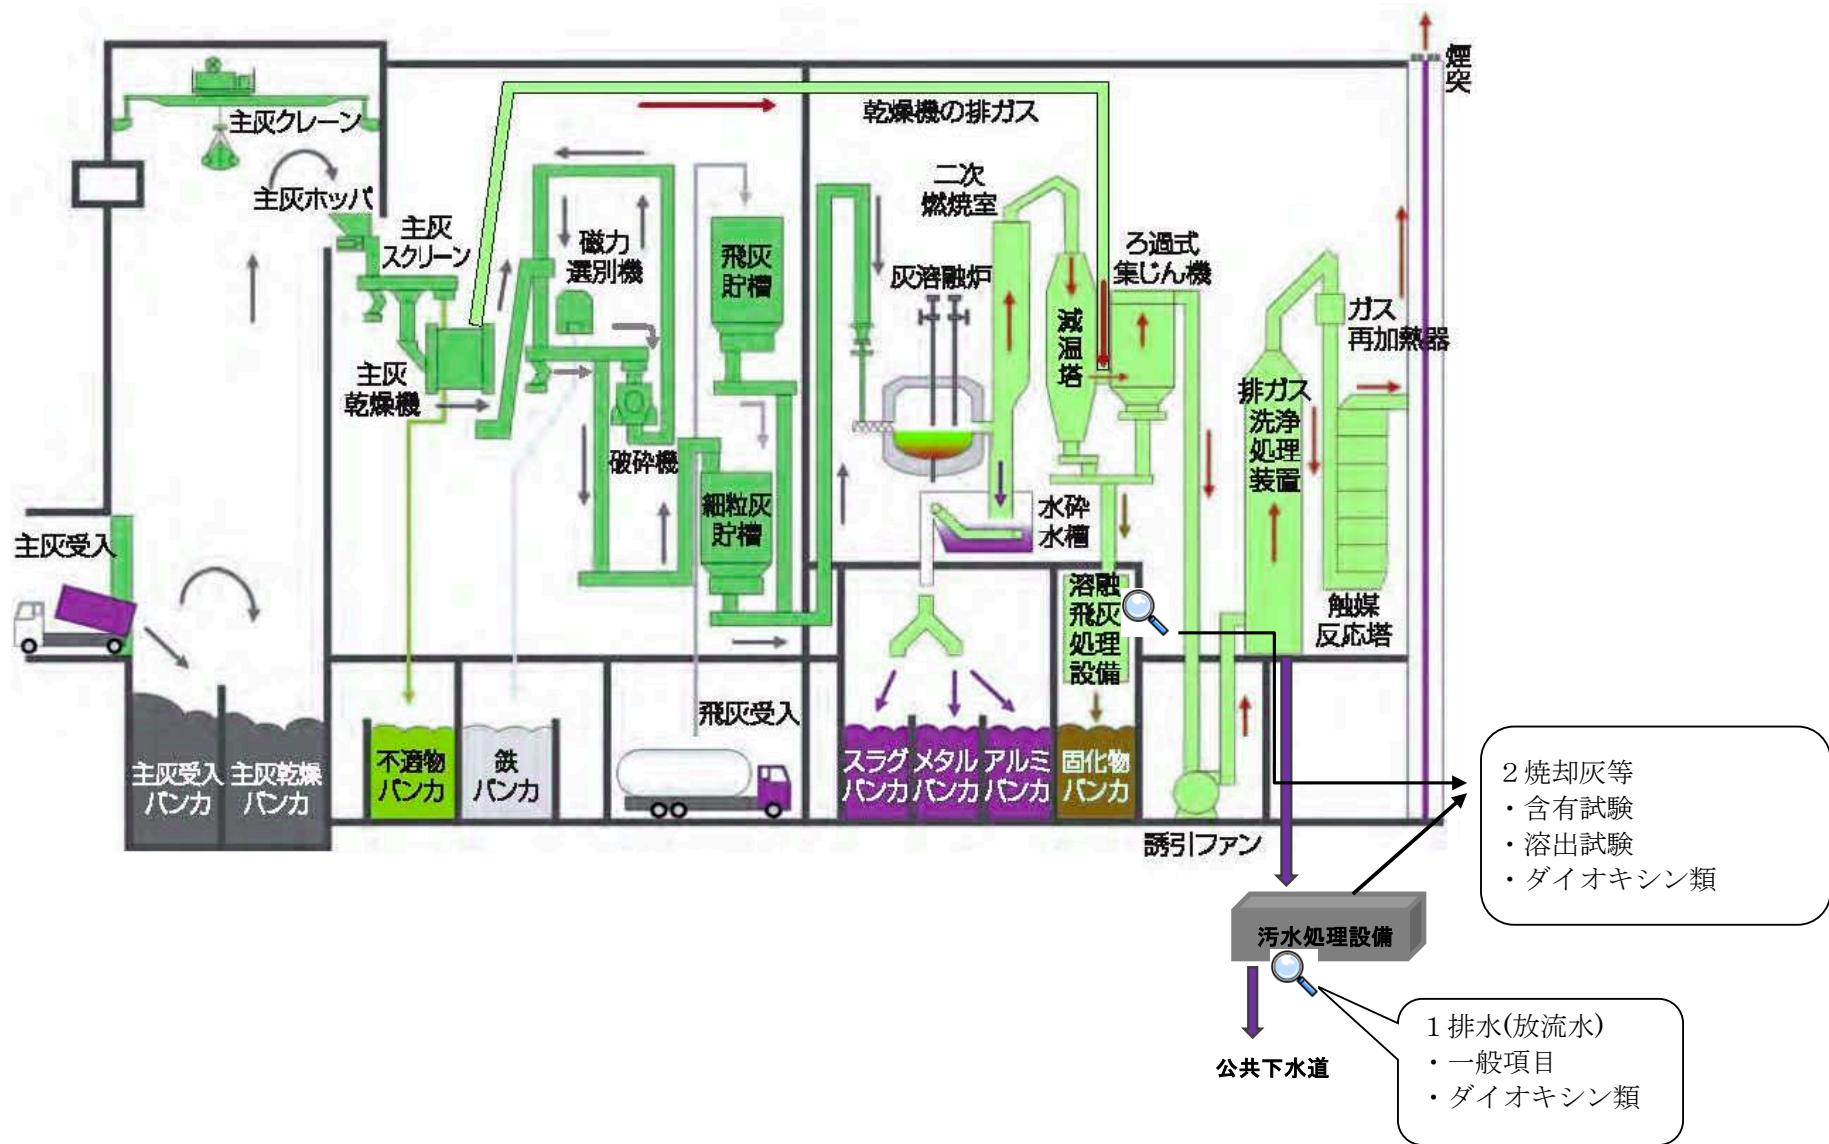 煙突
主灰クレーン
乾燥機の排ガス
主灰ホッパ
二次
燃焼室
主灰
スクリーン
磁力
選別機
飛灰
貯槽
灰溶融炉
ろ過式
集じん機
減温塔
ガス
再加熱器
主灰
乾燥機
排ガス
洗浄
処理
装置
破砕機
細粒灰
貯槽
水砕
水槽
主灰受入
溶融
飛灰
処理
設備
触媒
反応塔
飛灰受入
主灰受入
バンカ
主灰乾燥
バンカ
不適物
バンカ
鉄
バンカ
スラグ
バンカ
メタル
バンカ
アルミ
バンカ
固化物
バンカ
誘引ファン
2焼却灰等
・含有試験
・溶出試験
・ダイオキシン類
汚水処理設備
1排水(放流水)
・一般項目
・ダイオキシン類
公共下水道